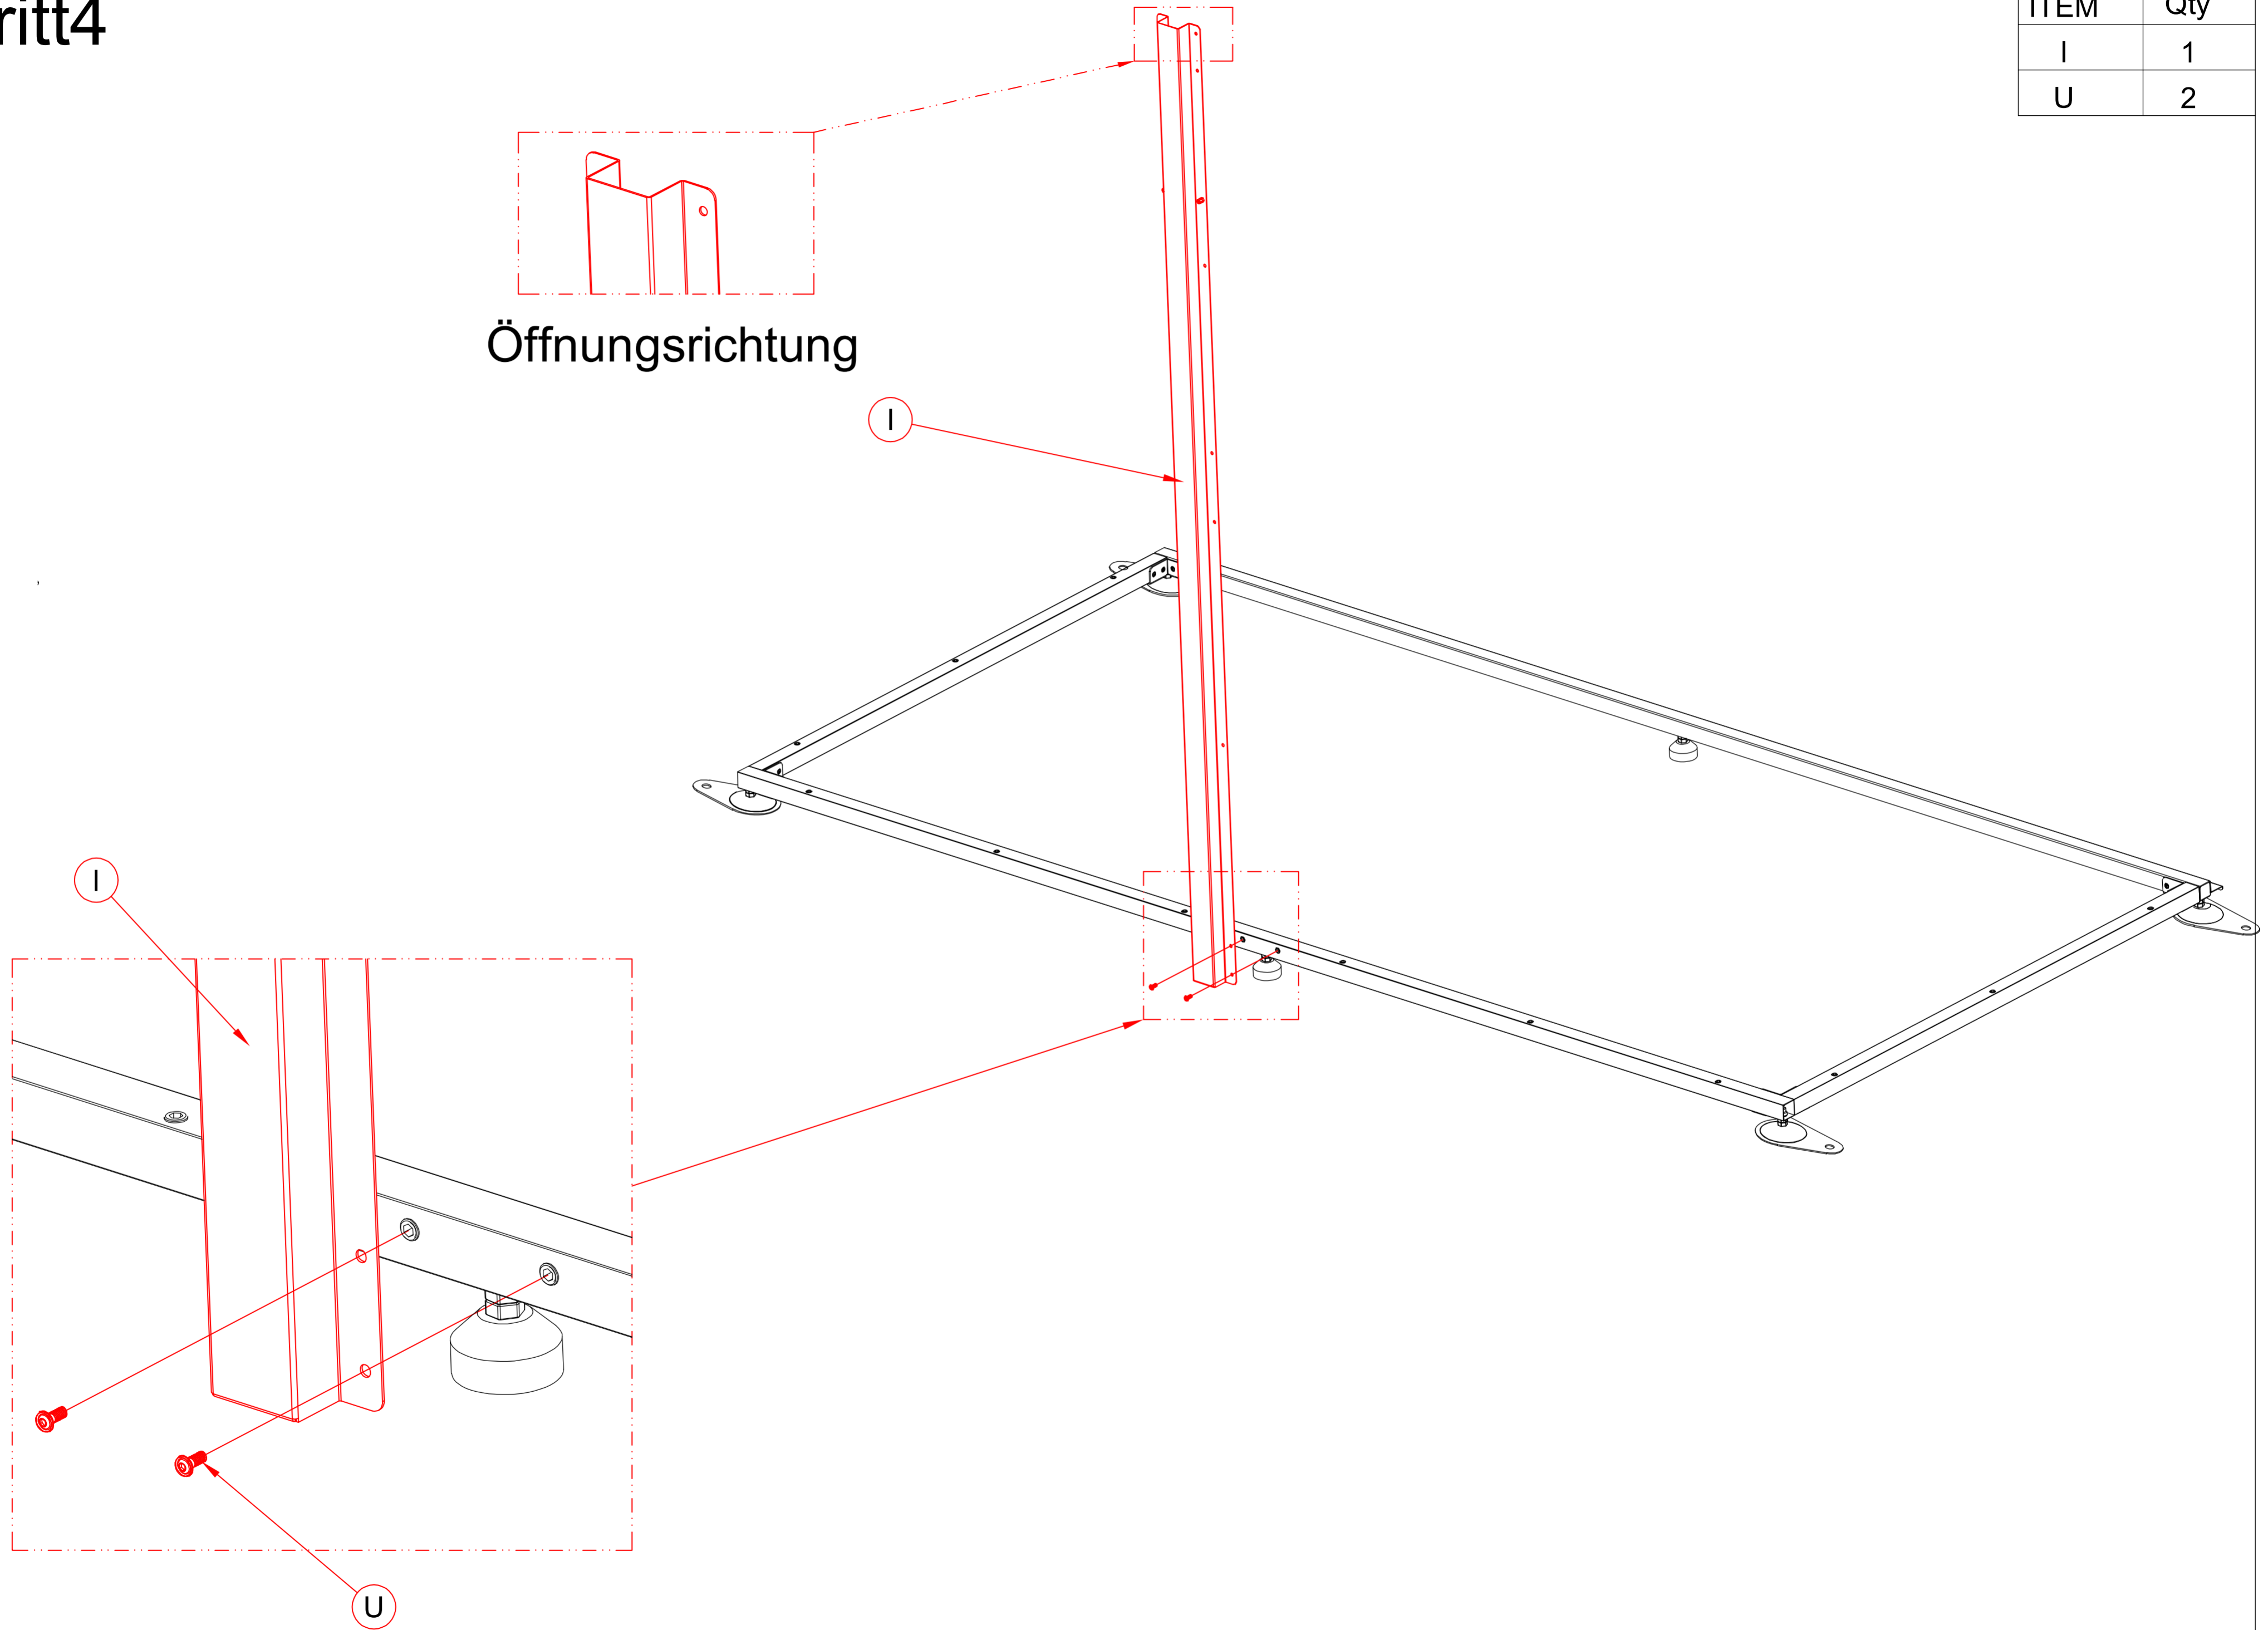 ritt4
ITEM Qty
I 1
U 2
Öffnungsrichtung
I
,
I
U